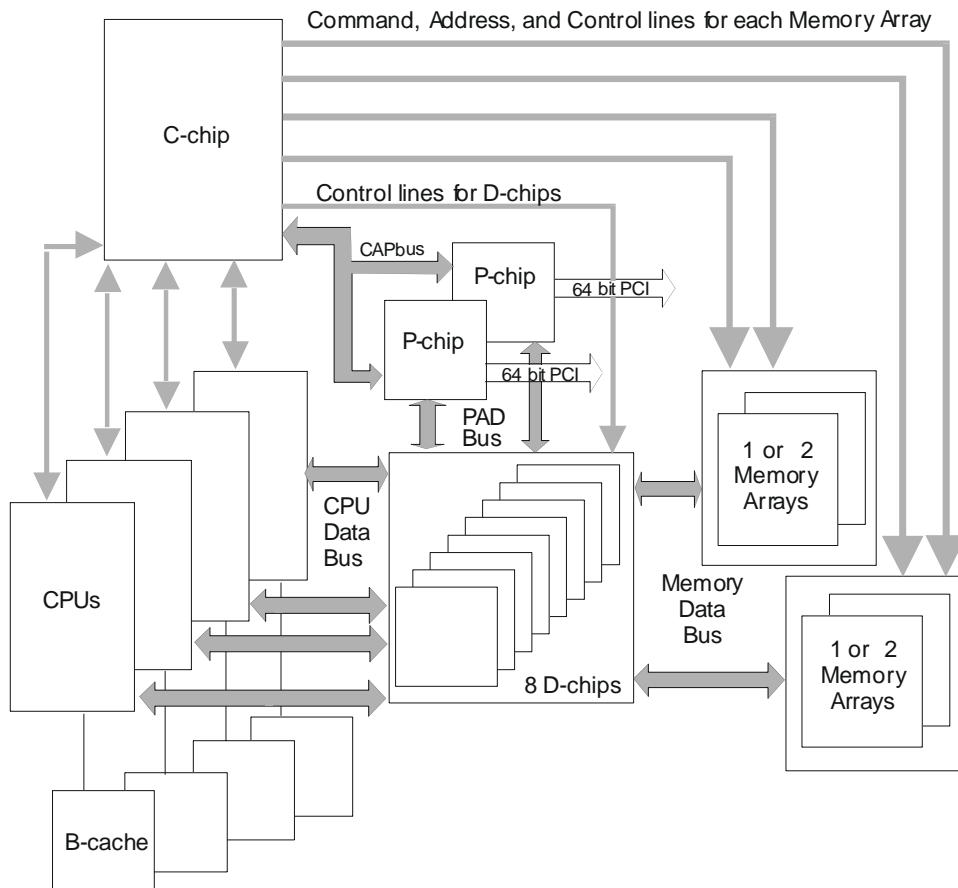 Command, Address, and Control lines for each Memory Array
C-chip
Control lines for D-chips
CAPbus
P-chip
64 bit PCI
P-chip
64 bit PCI
PAD
Bus
1 or 2
Memory
Arrays
CPU
Data
Bus
CPUs
Memory
Data
Bus
1 or 2
Memory
Arrays
8 D-chips
B-cache